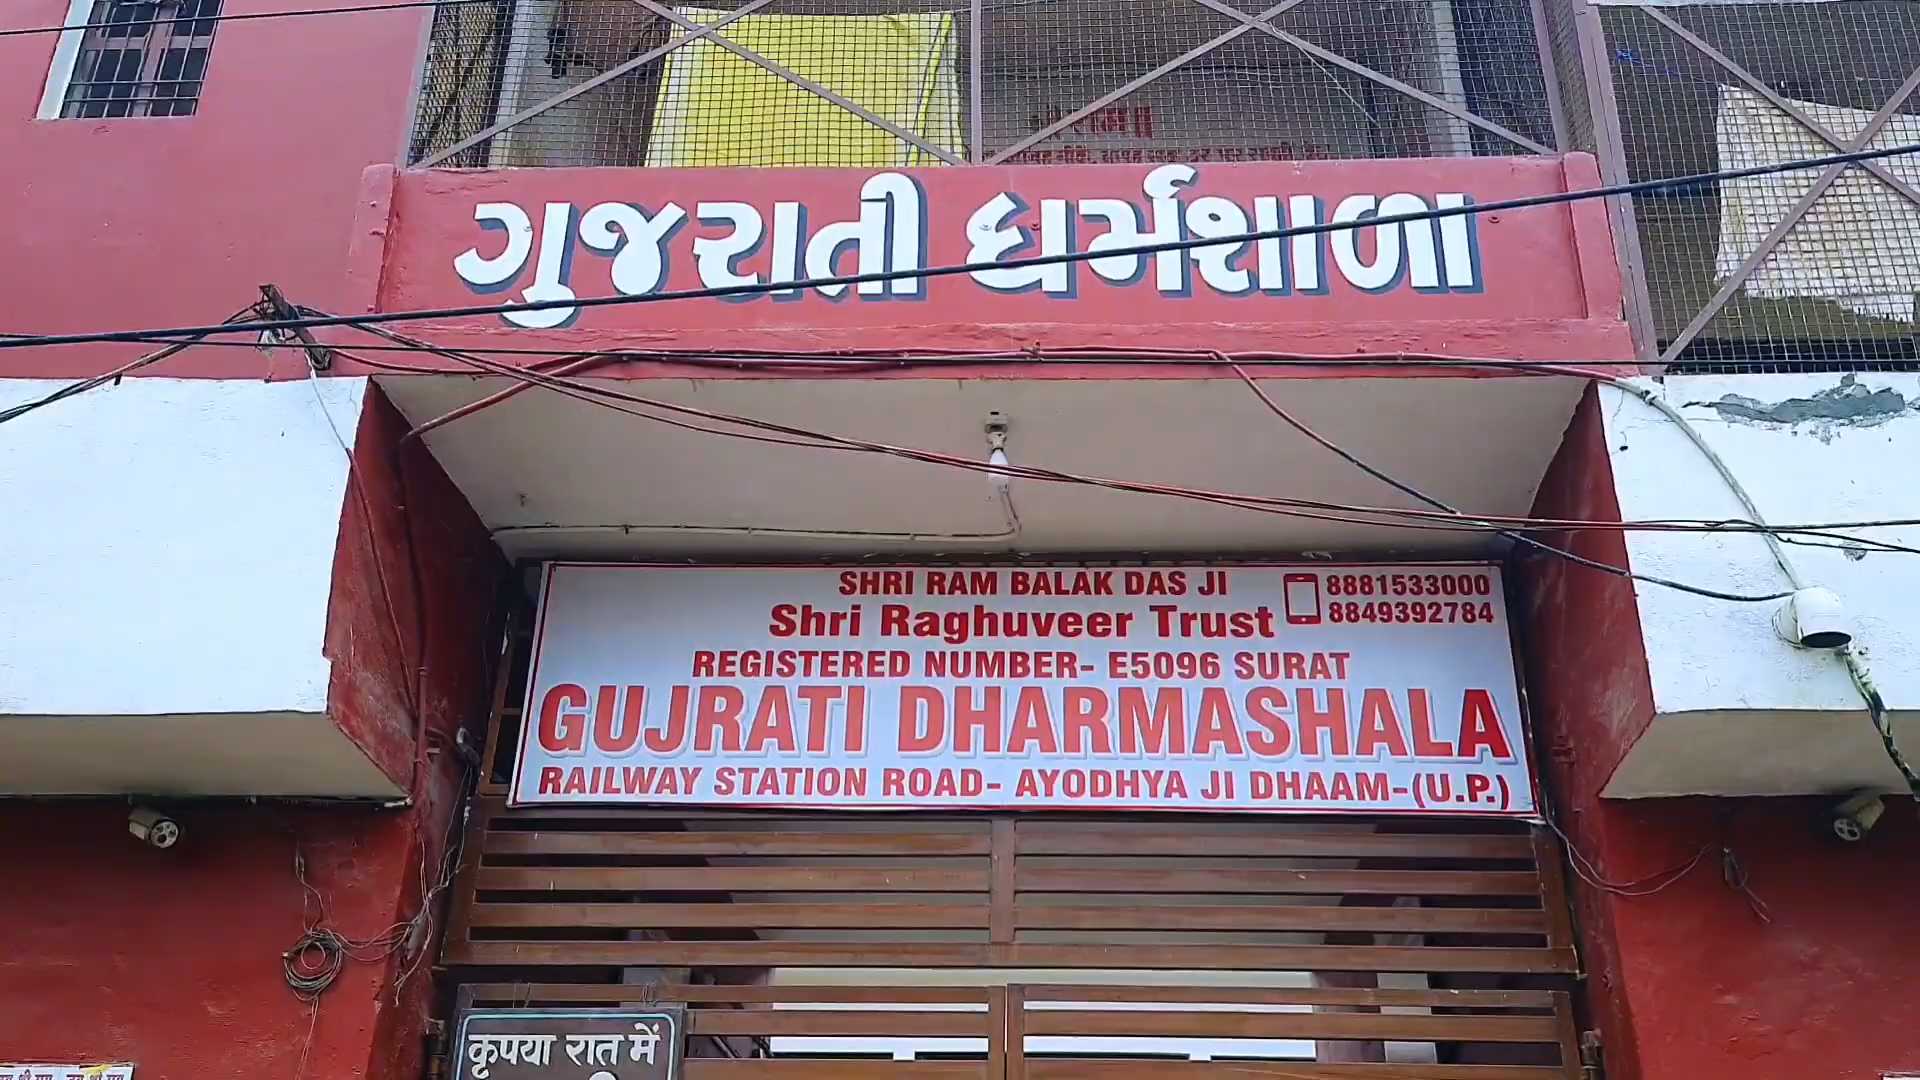 ગુજરાતી ધર્મશાળા
SHRI RAM BALAK DAS JI
Shri Raghuveer Trust
8881533000
8849392784
REGISTERED NUMBER- E5096 SURAT
GUJRATI DHARMASHALA
RAILWAY STATION ROAD- AYODHYA JI DHAAM-(U.P.)
कृपया रात में